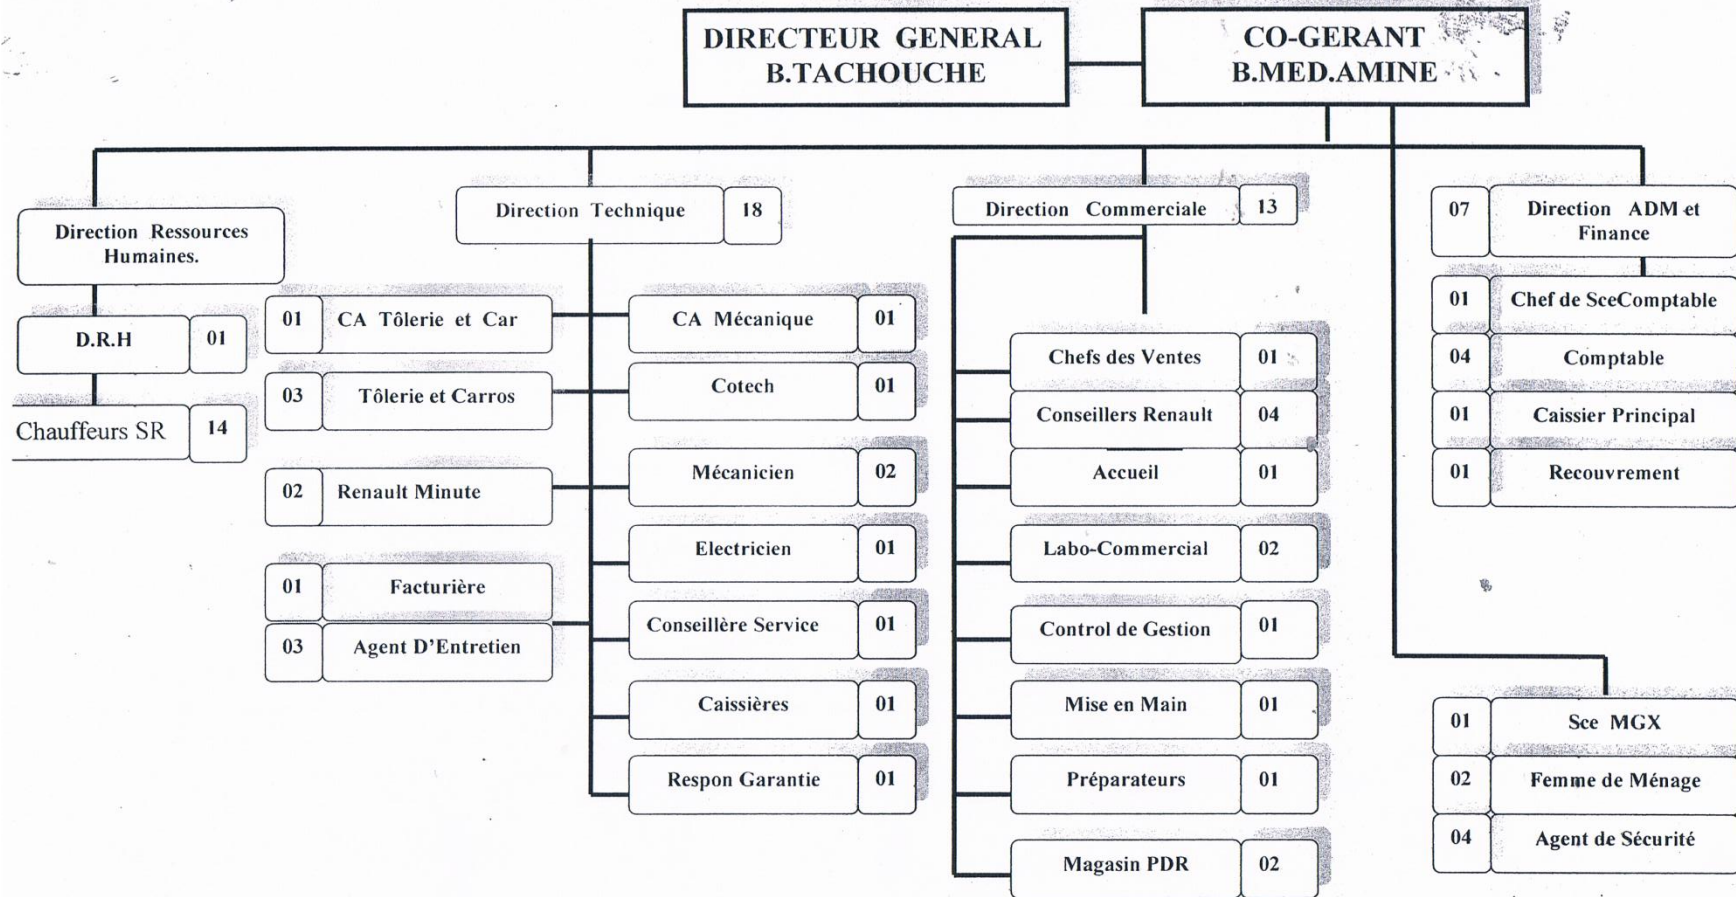 DIRECTEUR GENERAL
B.TACHOUCHE
CO-GERANT
B.MED.AMINE
Direction Ressources
Humaines.
D.R.H 01
Chauffeurs SR 14
Direction Technique 18
01 CA Tôlerie et Car
03 Tôlerie et Carros
02 Renault Minute
01 Facturière
03 Agent D'Entretien
CA Mécanique 01
Cotech 01
Mécanicien 02
Electricien 01
Conseillère Service 01
Caissières 01
Respon Garantie 01
Direction Commerciale 13
Chefs des Ventes 01
Conseillers Renault 04
Accueil 01
Labo-Commercial 02
Control de Gestion 01
Mise en Main 01
Préparateurs 01
Magasin PDR 02
07 Direction ADM et
Finance
01 Chef de SceComptable
04 Comptable
01 Caissier Principal
01 Recouvrement
01 Sce MGX
02 Femme de Ménage
04 Agent de Sécurité